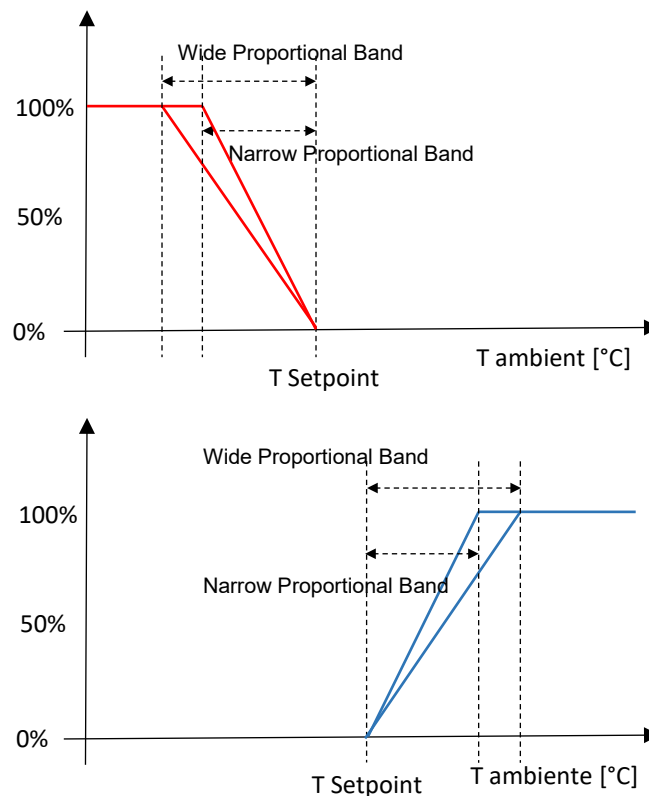 Wide Proportional Band
100%
Narrow Proportional Band
50%
0%
T Setpoint
T ambient [°C]
Wide Proportional Band
100%
Narrow Proportional Band
50%
0%
T Setpoint
T ambiente [°C]